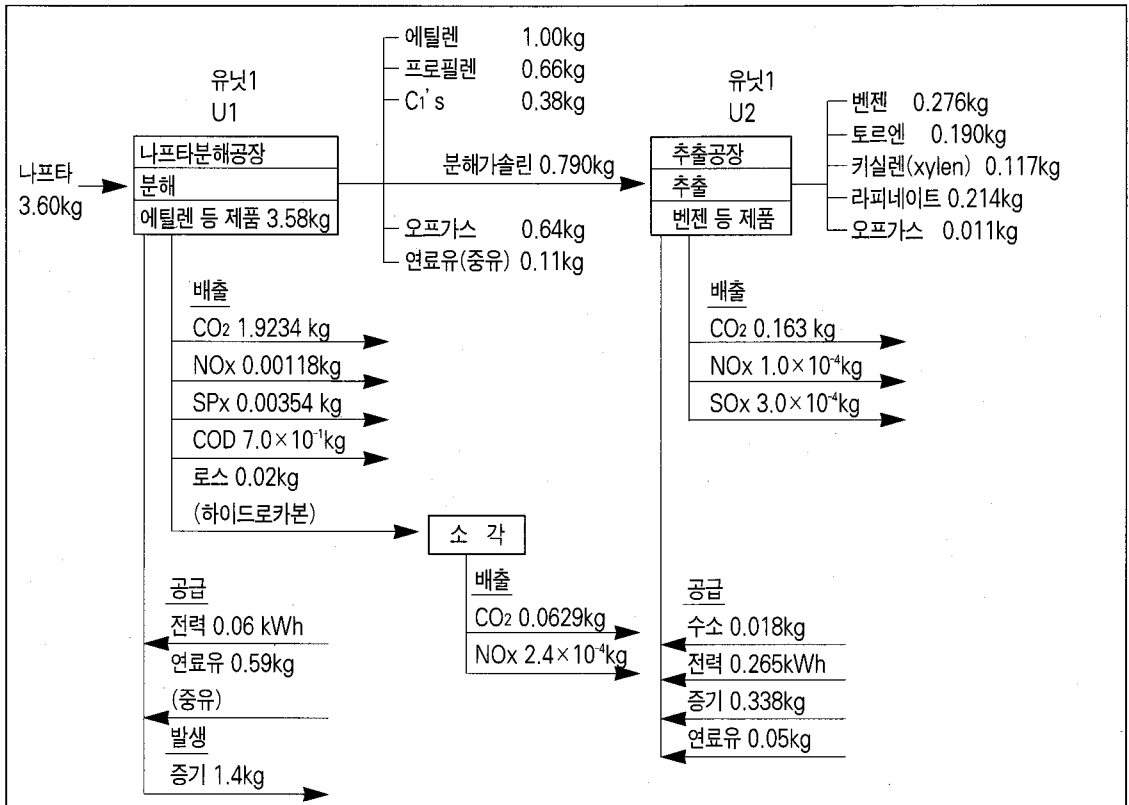 유닛1
U1
나프타
3.60kg
나프타분해공장
분해
에틸렌 등 제품 3.58kg
에틸렌 1.00kg
프로필렌 0.66kg
C1's 0.38kg
분해가솔린 0.790kg
오프가스 0.64kg
연료유(중유) 0.11kg
유닛1
U2
추출공장
추출
벤젠 등 제품
벤젠 0.276kg
토르엔 0.190kg
키실렌(xylen) 0.117kg
라피네이트 0.214kg
오프가스 0.011kg
배출
CO2 1.9234 kg
NOx 0.00118kg
SPx 0.00354 kg
COD 7.0×10-1kg
로스 0.02kg
(하이드로카본)
소 각
배출
CO2 0.0629kg
NOx 2.4×10-4kg
공급
전력 0.06 kWh
연료유 0.59kg
(중유)
발생
증기 1.4kg
배출
CO2 0.163 kg
NOx 1.0×10-4kg
SOx 3.0×10-4kg
공급
수소 0.018kg
전력 0.265kWh
증기 0.338kg
연료유 0.05kg